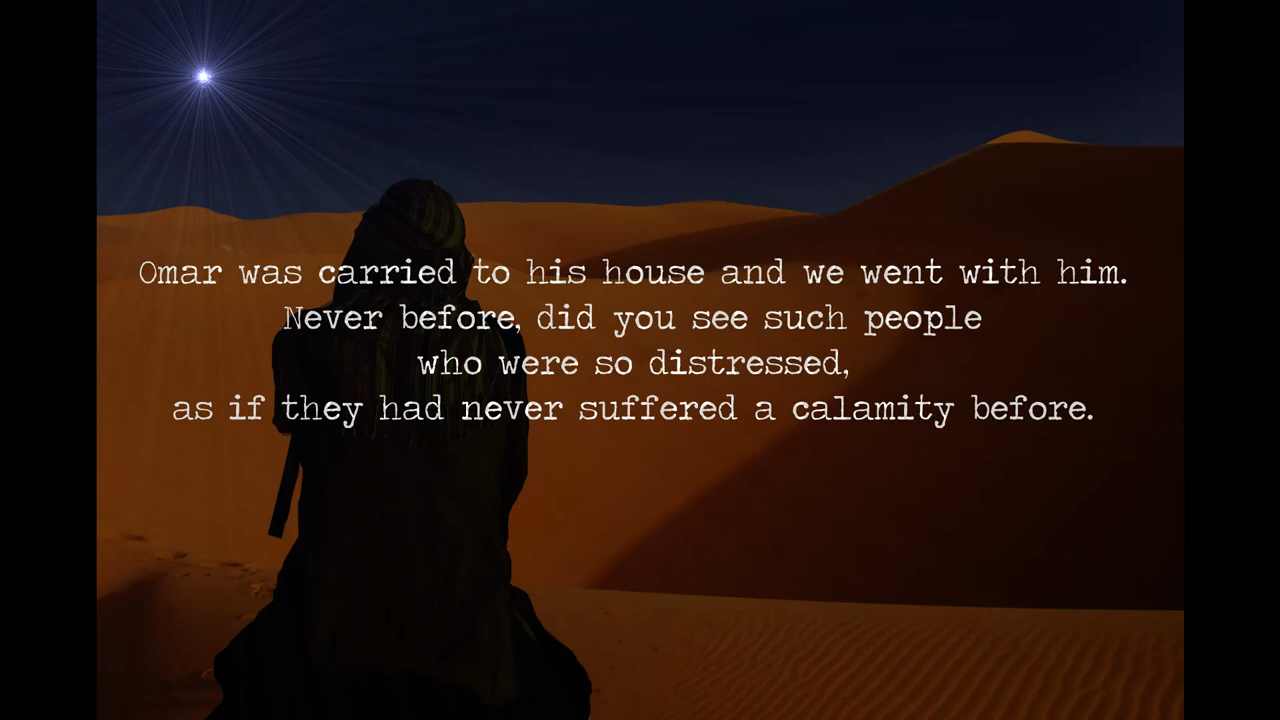 Omar was carried to his house and we went with him.
Never before, did you see such people
who were so distressed,
as if they had never suffered a calamity before.